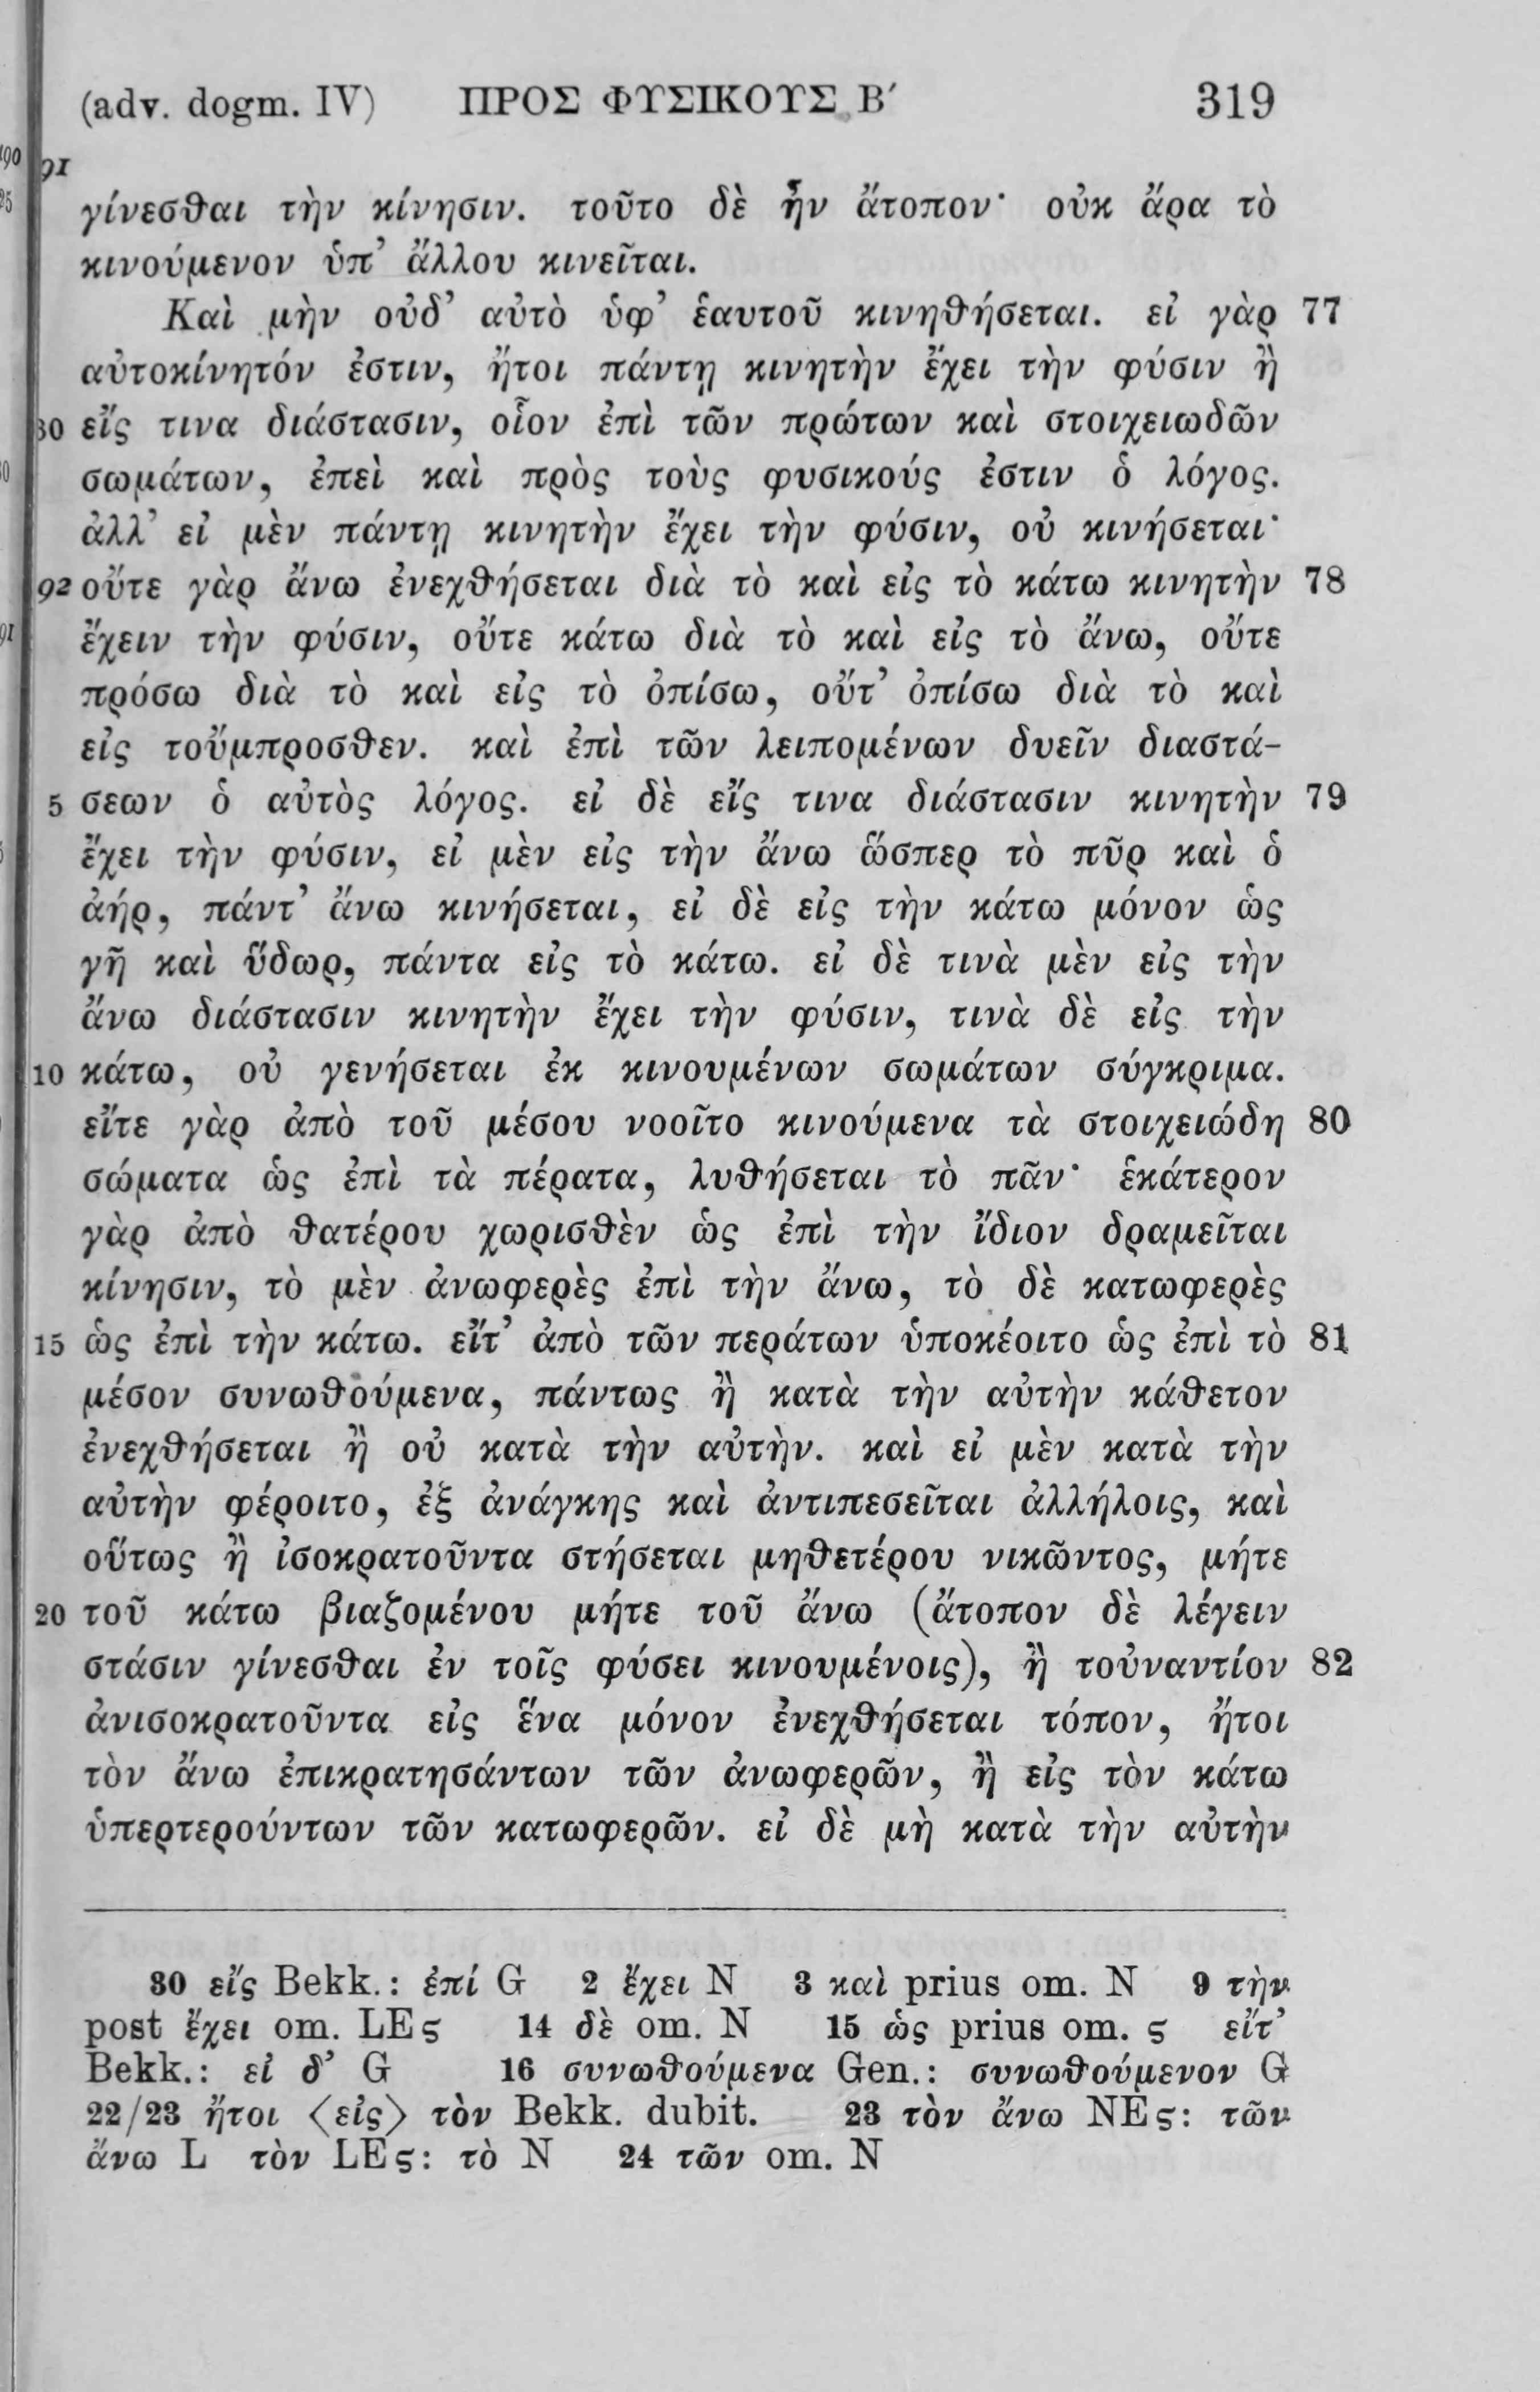 (adv. dogm. IV) ΠΡΟΣ ΦΥΣΙΚΟΥΣ Β′ 319
91
γίνεσθαι τὴν κίνησιν. τοῦτο δὲ ἦν ἄτοπον· οὐκ ἄρα τὸ
κινούμενον ὑπ' ἄλλου κινεῖται.
Καὶ μὴν οὐδ' αὐτὸ ὑφ' ἑαυτοῦ κινηθήσεται. εἰ γὰρ 77
αὐτοκίνητόν ἐστιν, ἤτοι πάντῃ κινητὴν ἔχει τὴν φύσιν ἢ
30 εἴς τινα διάστασιν, οἷον ἐπὶ τῶν πρώτων καὶ στοιχειωδῶν
σωμάτων, ἐπεὶ καὶ πρὸς τοὺς φυσικούς ἐστιν ὁ λόγος.
ἀλλ' εἰ μὲν πάντῃ κινητὴν ἔχει τὴν φύσιν, οὐ κινήσεται·
92 οὔτε γὰρ ἄνω ἐνεχθήσεται διὰ τὸ καὶ εἰς τὸ κάτω κινητὴν 78
ἔχειν τὴν φύσιν, οὔτε κάτω διὰ τὸ καὶ εἰς τὸ ἄνω, οὔτε
πρόσω διὰ τὸ καὶ εἰς τὸ ὀπίσω, οὔτ' ὀπίσω διὰ τὸ καὶ
εἰς τοὔμπροσθεν. καὶ ἐπὶ τῶν λειπομένων δυεῖν διαστά-
5 σεων ὁ αὐτὸς λόγος. εἰ δὲ εἴς τινα διάστασιν κινητὴν 79
ἔχει τὴν φύσιν, εἰ μὲν εἰς τὴν ἄνω ὥσπερ τὸ πῦρ καὶ ὁ
ἀήρ, πάντ' ἄνω κινήσεται, εἰ δὲ εἰς τὴν κάτω μόνον ὡς
γῆ καὶ ὕδωρ, πάντα εἰς τὸ κάτω. εἰ δὲ τινὰ μὲν εἰς τὴν
ἄνω διάστασιν κινητὴν ἔχει τὴν φύσιν, τινὰ δὲ εἰς τὴν
10 κάτω, οὐ γενήσεται ἐκ κινουμένων σωμάτων σύγκριμα.
εἴτε γὰρ ἀπὸ τοῦ μέσου νοοῖτο κινούμενα τὰ στοιχειώδη 80
σώματα ὡς ἐπὶ τὰ πέρατα, λυθήσεται τὸ πᾶν· ἑκάτερον
γὰρ ἀπὸ θατέρου χωρισθὲν ὡς ἐπὶ τὴν ἴδιον δραμεῖται
κίνησιν, τὸ μὲν ἀνωφερὲς ἐπὶ τὴν ἄνω, τὸ δὲ κατωφερὲς
15 ὡς ἐπὶ τὴν κάτω. εἴτ' ἀπὸ τῶν περάτων ὑποκέοιτο ὡς ἐπὶ τὸ 81
μέσον συνωθούμενα, πάντως ἢ κατὰ τὴν αὐτὴν κάθετον
ἐνεχθήσεται ἢ οὐ κατὰ τὴν αὐτὴν. καὶ εἰ μὲν κατὰ τὴν
αὐτὴν φέροιτο, ἐξ ἀνάγκης καὶ ἀντιπεσεῖται ἀλλήλοις, καὶ
οὕτως ἢ ἰσοκρατοῦντα στήσεται μηθετέρου νικῶντος, μήτε
20 τοῦ κάτω βιαζομένου μήτε τοῦ ἄνω (ἄτοπον δὲ λέγειν
στάσιν γίνεσθαι ἐν τοῖς φύσει κινουμένοις), ἢ τοὐναντίον 82
ἀνισοκρατοῦντα εἰς ἕνα μόνον ἐνεχθήσεται τόπον, ἤτοι
τὸν ἄνω ἐπικρατησάντων τῶν ἀνωφερῶν, ἢ εἰς τὸν κάτω
ὑπερτερούντων τῶν κατωφερῶν. εἰ δὲ μὴ κατὰ τὴν αὐτὴν
30 εἴς Bekk.: ἐπί G 2 ἔχει N 3 καὶ prius om. N 9 τὴν
post ἔχει om. LEς 14 δὲ om. N 15 ὡς prius om. ς εἴτ'
Bekk.: εἰ δ' G 16 συνωθούμενα Gen.: συνωθούμενον G
22/23 ἤτοι ⟨εἰς⟩ τὸν Bekk. dubit. 23 τὸν ἄνω NEς: τῶν
ἄνω L τὸν LEς: τὸ N 24 τῶν om. N